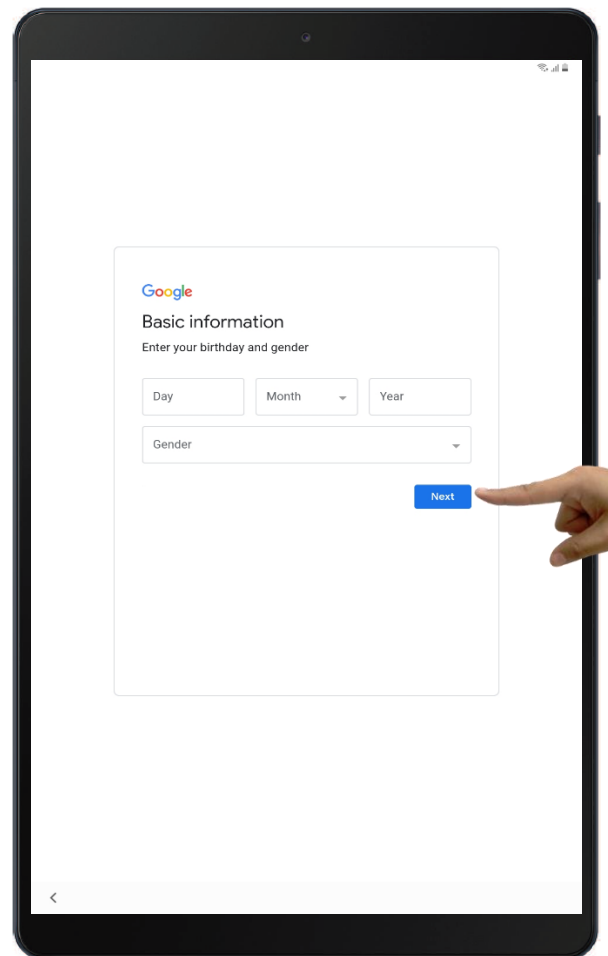 Google
Basic information
Enter your birthday and gender
Day Month Year
Gender
Next